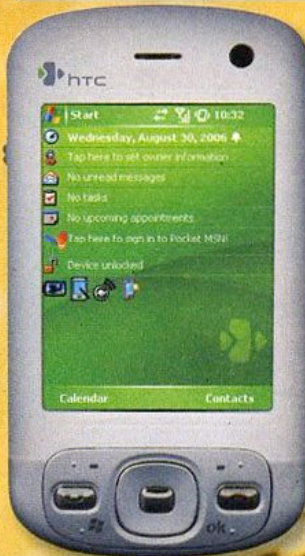 hTC
Start 10:32
Wednesday, August 30, 2006
Tap here to set owner information
No unread messages
No tasks
No upcoming appointments
Tap here to sign in to Pocket MSN!
Device unlocked
Calendar Contacts
ok